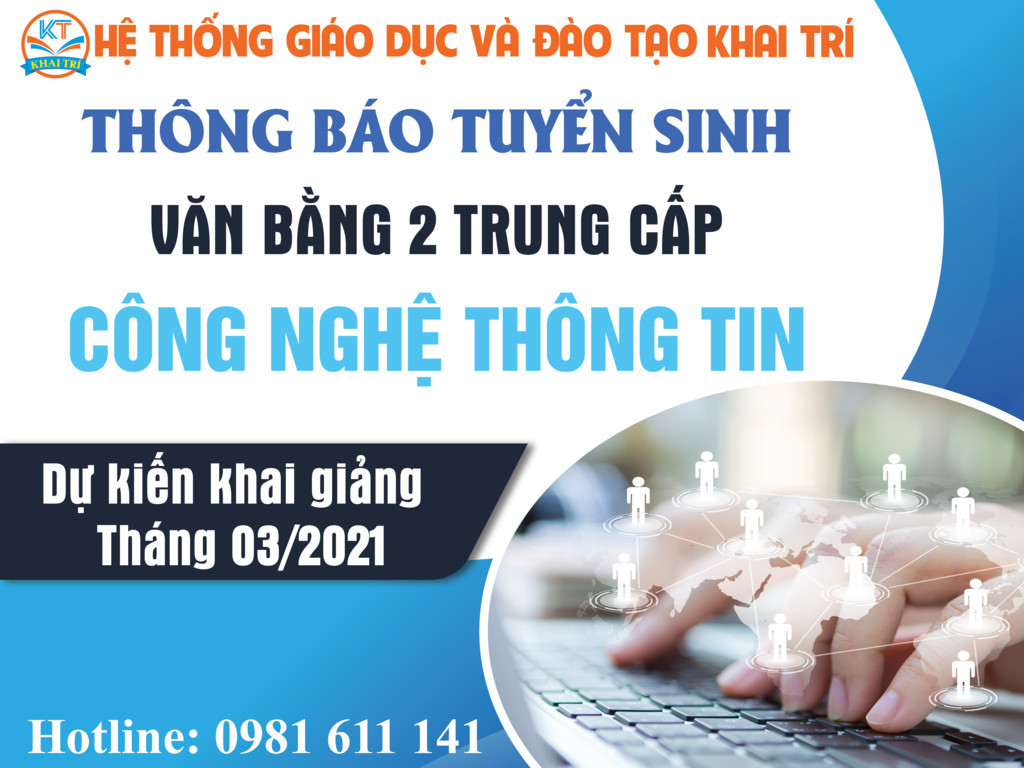 KT
KHAI TRÍ
HỆ THỐNG GIÁO DỤC VÀ ĐÀO TẠO KHAI TRÍ
THÔNG BÁO TUYỂN SINH
VĂN BẰNG 2 TRUNG CẤP
CÔNG NGHỆ THÔNG TIN
Dự kiến khai giảng
Tháng 03/2021
Hotline: 0981 611 141